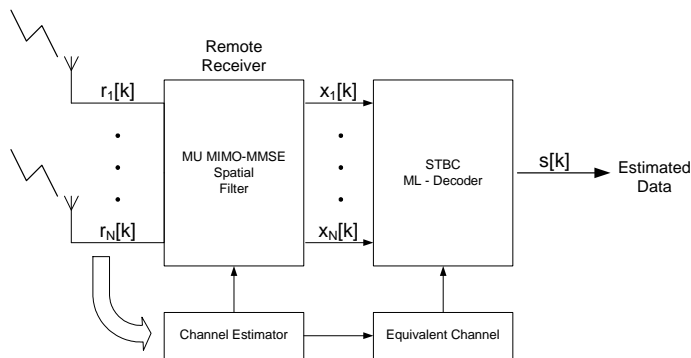 Remote
Receiver
r1[k]
x1[k]
MU MIMO-MMSE
Spatial
Filter
STBC
ML - Decoder
s[k]
Estimated
Data
rN[k]
xN[k]
Channel Estimator
Equivalent Channel